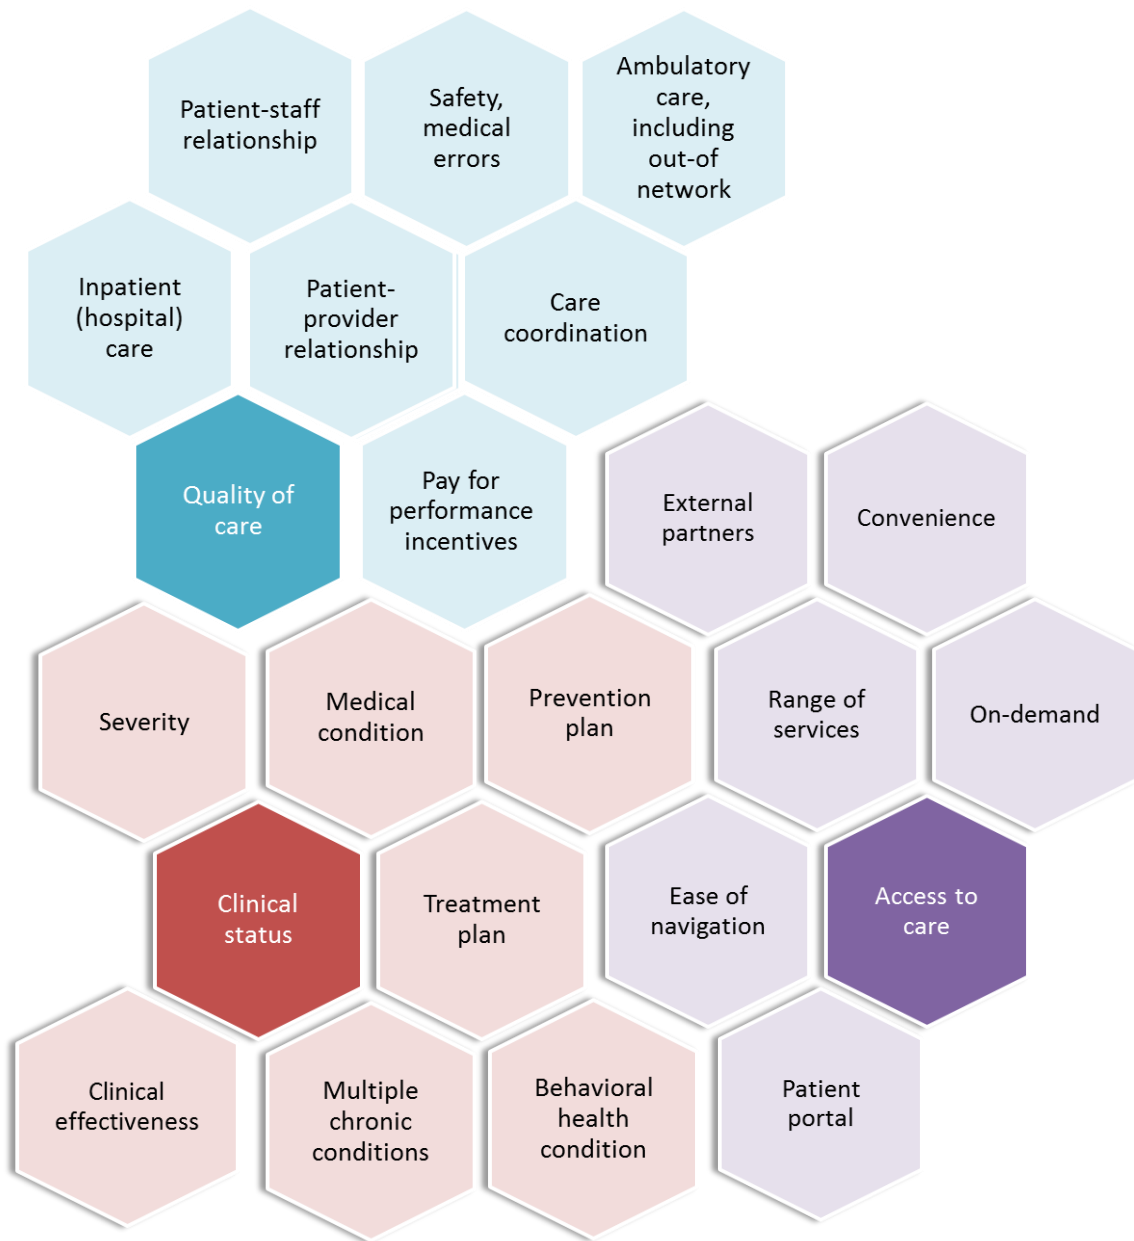 Patient-staff
relationship
Safety,
medical
errors
Ambulatory
care,
including
out-of
network
Inpatient
(hospital)
care
Patient-
provider
relationship
Care
coordination
Quality of
care
Pay for
performance
incentives
External
partners
Convenience
Severity
Medical
condition
Prevention
plan
Range of
services
On-demand
Clinical
status
Treatment
plan
Ease of
navigation
Access to
care
Clinical
effectiveness
Multiple
chronic
conditions
Behavioral
health
condition
Patient
portal